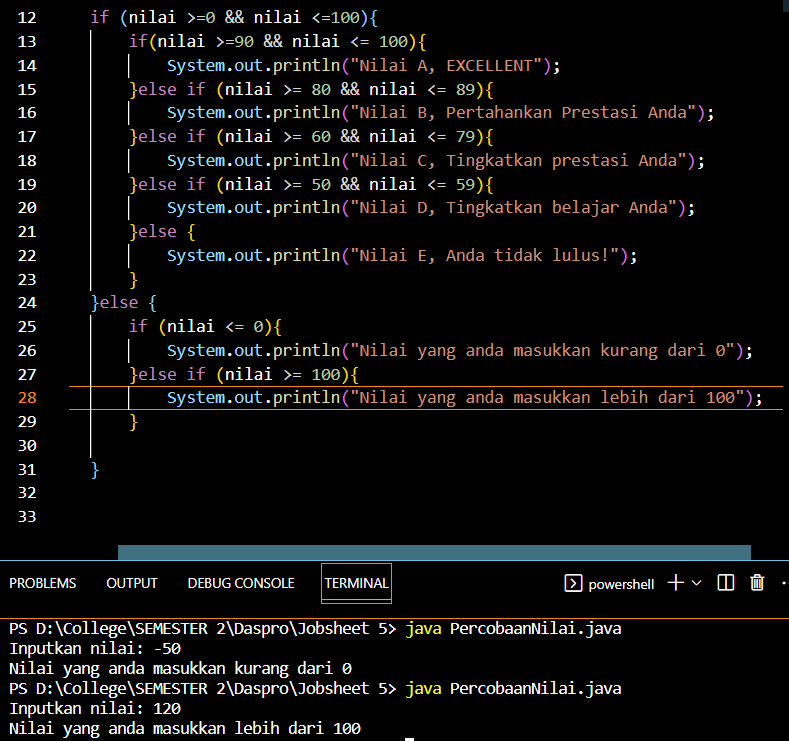 12 if (nilai >=0 && nilai <=100){
13 if(nilai >=90 && nilai <= 100){
14 System.out.println("Nilai A, EXCELLENT");
15 }else if (nilai >= 80 && nilai <= 89){
16 System.out.println("Nilai B, Pertahankan Prestasi Anda");
17 }else if (nilai >= 60 && nilai <= 79){
18 System.out.println("Nilai C, Tingkatkan prestasi Anda");
19 }else if (nilai >= 50 && nilai <= 59){
20 System.out.println("Nilai D, Tingkatkan belajar Anda");
21 }else {
22 System.out.println("Nilai E, Anda tidak lulus!");
23 }
24 }else {
25 if (nilai <= 0){
26 System.out.println("Nilai yang anda masukkan kurang dari 0");
27 }else if (nilai >= 100){
28 System.out.println("Nilai yang anda masukkan lebih dari 100");
29 }
30
31 }
32
33
PROBLEMS OUTPUT DEBUG CONSOLE TERMINAL powershell
PS D:\College\SEMESTER 2\Daspro\Jobsheet 5> java PercobaanNilai.java
Inputkan nilai: -50
Nilai yang anda masukkan kurang dari 0
PS D:\College\SEMESTER 2\Daspro\Jobsheet 5> java PercobaanNilai.java
Inputkan nilai: 120
Nilai yang anda masukkan lebih dari 100